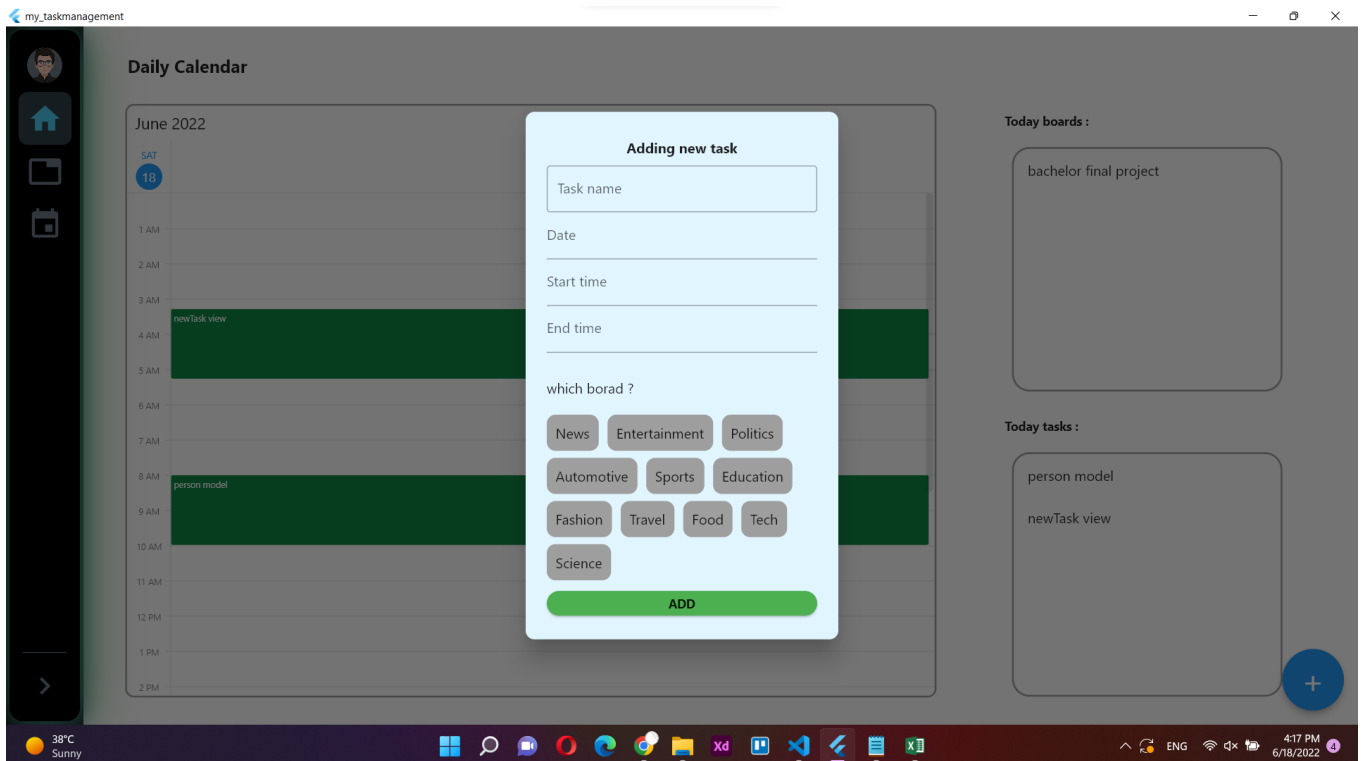 my_taskmanagement
Daily Calendar
June 2022
SAT
18
1 AM
2 AM
3 AM
newTask view
4 AM
5 AM
6 AM
7 AM
8 AM
person model
9 AM
10 AM
11 AM
12 PM
1 PM
2 PM
Adding new task
Task name
Date
Start time
End time
which borad ?
News Entertainment Politics
Automotive Sports Education
Fashion Travel Food Tech
Science
ADD
Today boards :
bachelor final project
Today tasks :
person model
newTask view
+
38°C
Sunny
Xd
ENG
4:17 PM
6/18/2022
4